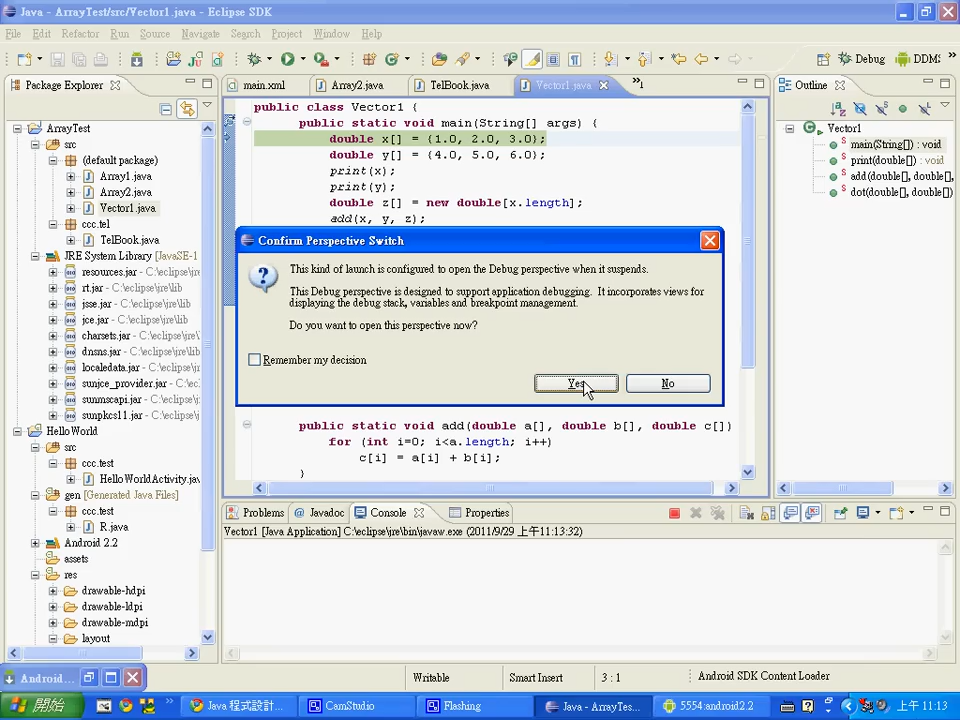 Java - ArrayTest/src/Vector1.java - Eclipse SDK
File Edit Refactor Run Source Navigate Search Project Window Help
Debug DDMS
Package Explorer
main.xml Array2.java TelBook.java Vector1.java »1
Outline
ArrayTest
src
(default package)
Array1.java
Array2.java
Vector1.java
ccc.tel
TelBook.java
JRE System Library [JavaSE-1
resources.jar - C:\eclipse\jre\lib
rt.jar - C:\eclipse\jre\lib
jsse.jar - C:\eclipse\jre\lib
jce.jar - C:\eclipse\jre\lib
charsets.jar - C:\eclipse\jre\lib
dnsns.jar - C:\eclipse\jre\lib
localedata.jar - C:\eclipse\jre\lib
sunjce_provider.jar - C:\eclipse\jre\lib
sunmscapi.jar - C:\eclipse\jre\lib
sunpkcs11.jar - C:\eclipse\jre\lib
HelloWorld
src
ccc.test
HelloWorldActivity.jav
gen [Generated Java Files]
ccc.test
R.java
Android 2.2
assets
res
drawable-hdpi
drawable-ldpi
drawable-mdpi
layout
public class Vector1 {
public static void main(String[] args) {
double x[] = {1.0, 2.0, 3.0};
double y[] = {4.0, 5.0, 6.0};
print(x);
print(y);
double z[] = new double[x.length];
add(x, y, z);
Confirm Perspective Switch
This kind of launch is configured to open the Debug perspective when it suspends.
This Debug perspective is designed to support application debugging. It incorporates views for
displaying the debug stack, variables and breakpoint management.
Do you want to open this perspective now?
Remember my decision
Yes No
public static void add(double a[], double b[], double c[])
for (int i=0; i<a.length; i++)
c[i] = a[i] + b[i];
}
Vector1
main(String[]) : void
print(double[]) : void
add(double[], double[],
dot(double[], double[])
Problems @ Javadoc Console Properties
Vector1 [Java Application] C:\eclipse\jre\bin\javaw.exe (2011/9/29 上午11:13:32)
Android...
Writable Smart Insert 3 : 1 Android SDK Content Loader
開始 » Java 程式設計... CamStudio Flashing Java - ArrayTes... 5554:android2.2 上午 11:13